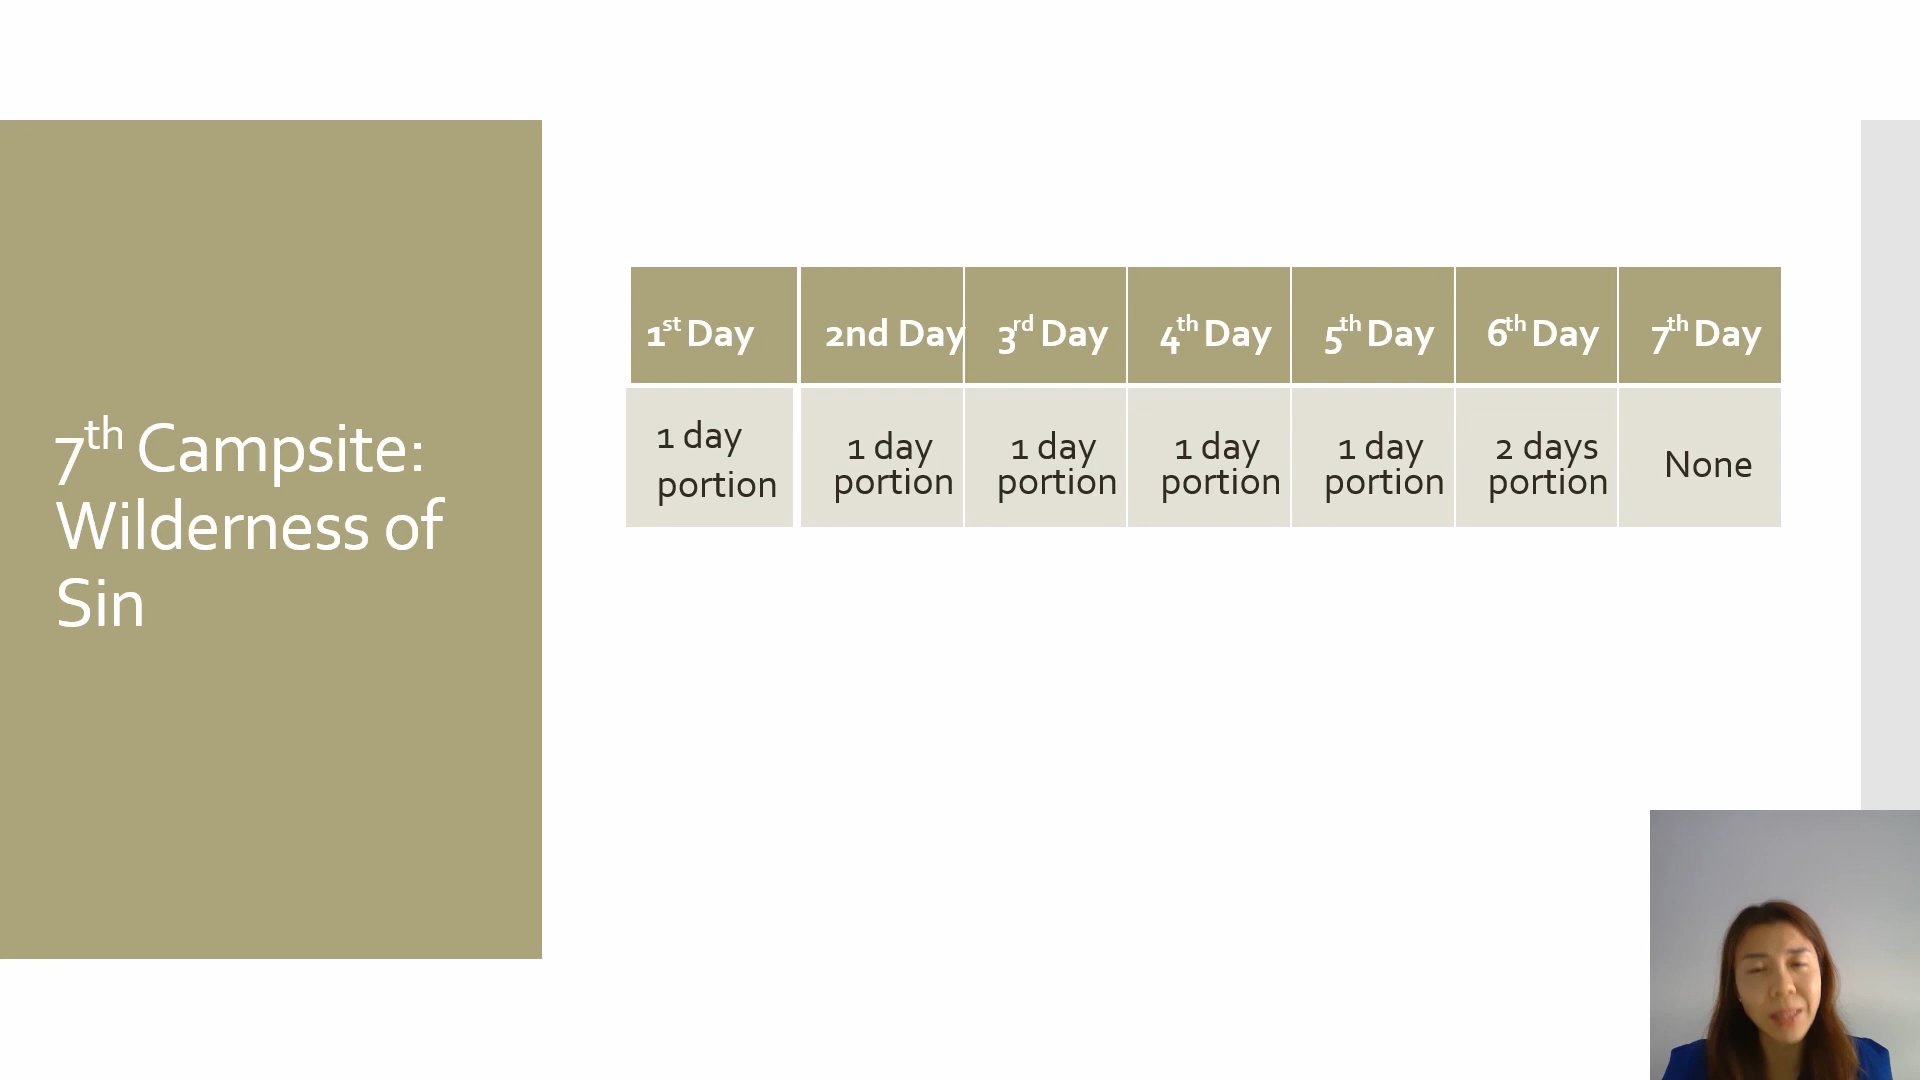 7th Campsite:
Wilderness of
Sin
1st Day 2nd Day 3rd Day 4th Day 5th Day 6th Day 7th Day
1 day portion 1 day portion 1 day portion 1 day portion 1 day portion 2 days portion None